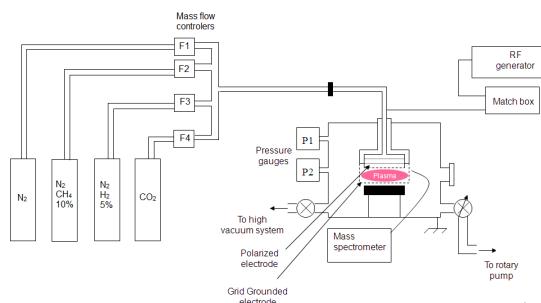 Mass flow
controlers
F1
F2
F3
F4
N2
N2
CH4
10%
N2
H2
5%
CO2
RF
generator
Match box
P1
P2
Pressure
gauges
Plasma
To high
vacuum system
Polarized
electrode
Grid Grounded
electrode
Mass
spectrometer
To rotary
pump